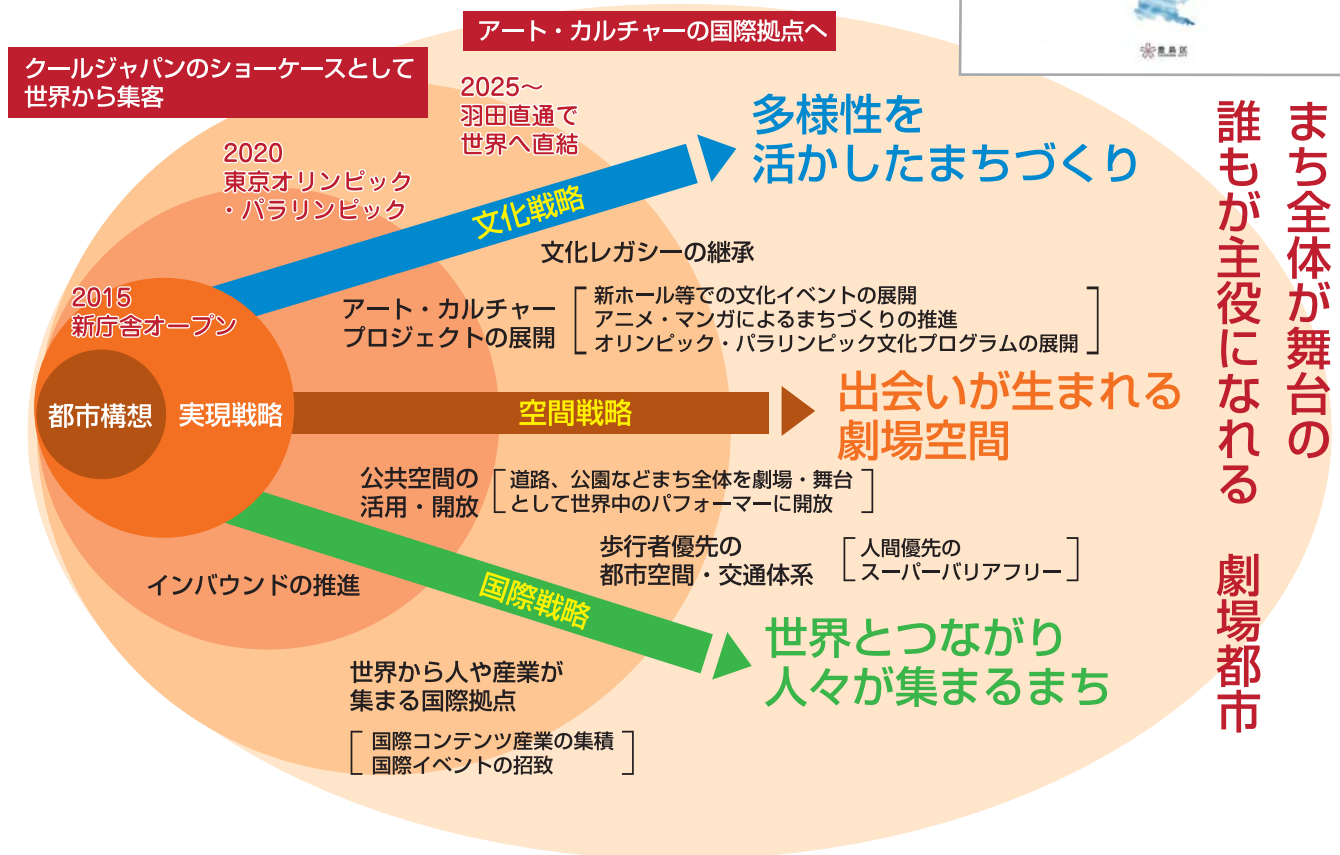 アート・カルチャーの国際拠点へ
クールジャパンのショーケースとして
世界から集客
豊島区
2025〜
羽田直通で
世界へ直結
2020
東京オリンピック
・パラリンピック
2015
新庁舎オープン
都市構想
実現戦略
文化戦略
多様性を
活かしたまちづくり
文化レガシーの継承
アート・カルチャー
プロジェクトの展開
新ホール等での文化イベントの展開
アニメ・マンガによるまちづくりの推進
オリンピック・パラリンピック文化プログラムの展開
空間戦略
出会いが生まれる
劇場空間
公共空間の
活用・開放
道路、公園などまち全体を劇場・舞台
として世界中のパフォーマーに開放
歩行者優先の
都市空間・交通体系
人間優先の
スーパーバリアフリー
国際戦略
世界とつながり
人々が集まるまち
インバウンドの推進
世界から人や産業が
集まる国際拠点
国際コンテンツ産業の集積
国際イベントの招致
まち全体が舞台の
誰もが主役になれる 劇場都市